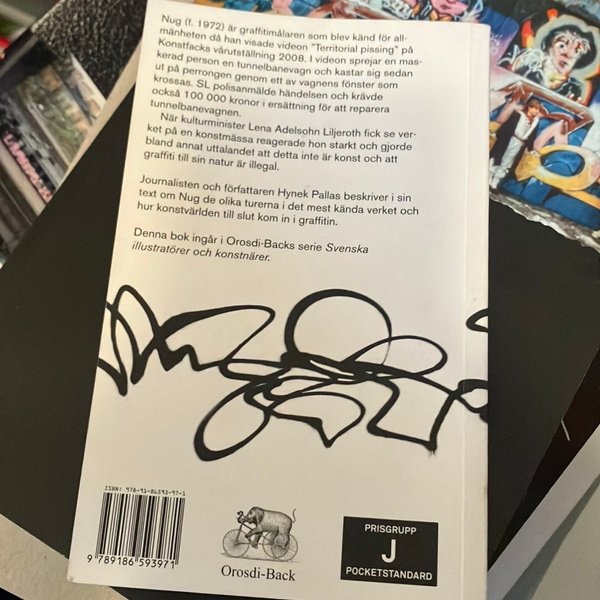 Nug (f. 1972) är graffitimålaren som blev känd för all-
mänheten då han visade videon "Territorial pissing" på
Konstfacks vårutställning 2008. I videon sprejar en mas-
kerad person en tunnelbanevagn och kastar sig sedan
ut på perrongen genom ett av vagnens fönster som
krossas. SL polisanmälde händelsen och krävde
också 100 000 kronor i ersättning för att reparera
tunnelbanevagnen.
När kulturminister Lena Adelsohn Liljeroth fick se ver-
ket på en konstmässa reagerade hon starkt och gjorde
bland annat uttalandet att detta inte är konst och att
graffiti till sin natur är illegal.
Journalisten och författaren Hynek Pallas beskriver i sin
text om Nug de olika turerna i det mest kända verket och
hur konstvärlden till slut kom in i graffitin.
Denna bok ingår i Orosdi-Backs serie Svenska
illustratörer och konstnärer.
ISBN: 978-91-86593-97-1
9 789186 593971
Orosdi-Back
PRISGRUPP
J
POCKETSTANDARD